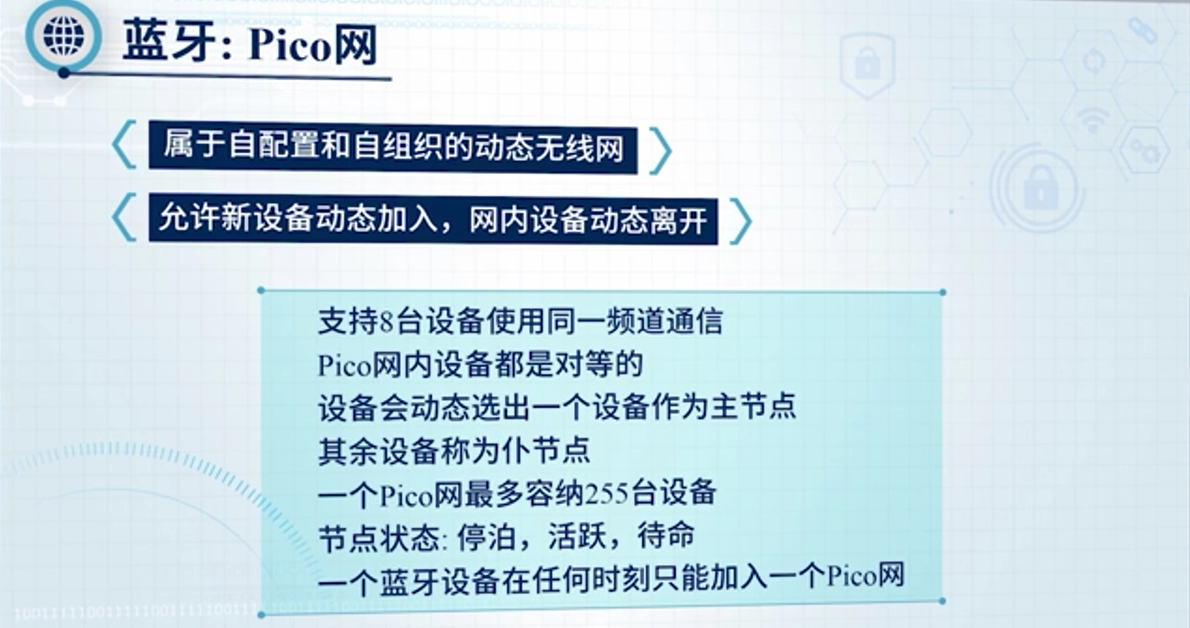 蓝牙: Pico网
属于自配置和自组织的动态无线网
允许新设备动态加入，网内设备动态离开
支持8台设备使用同一频道通信
Pico网内设备都是对等的
设备会动态选出一个设备作为主节点
其余设备称为仆节点
一个Pico网最多容纳255台设备
节点状态: 停泊，活跃，待命
一个蓝牙设备在任何时刻只能加入一个Pico网